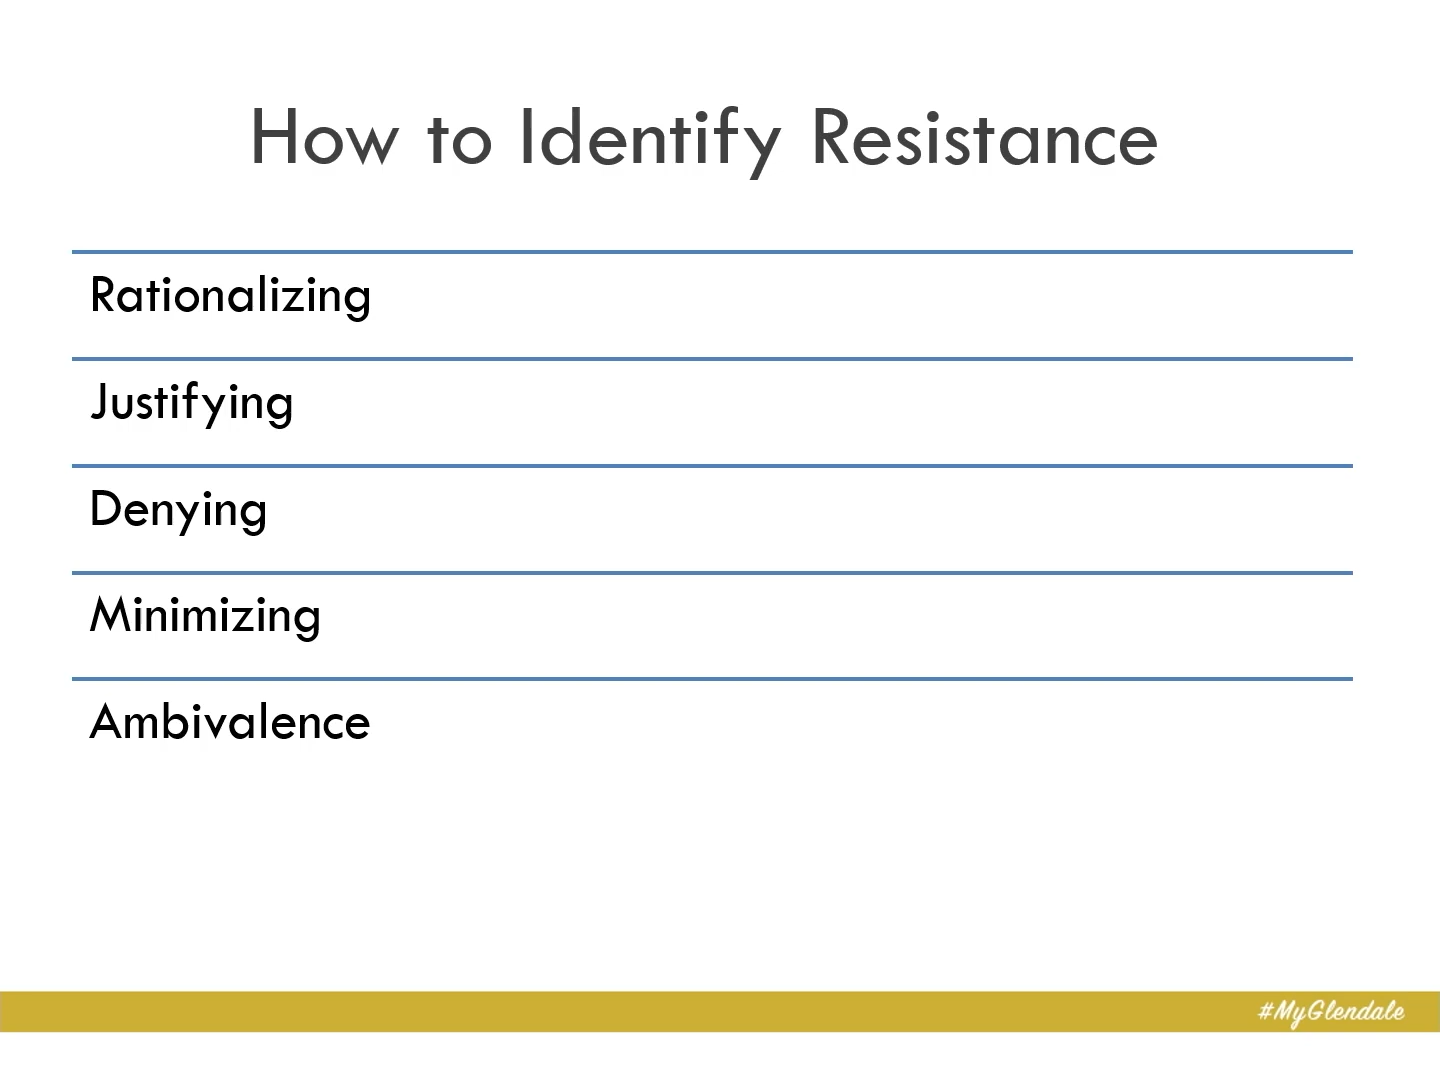 How to Identify Resistance
Rationalizing
Justifying
Denying
Minimizing
Ambivalence
#MyGlendale